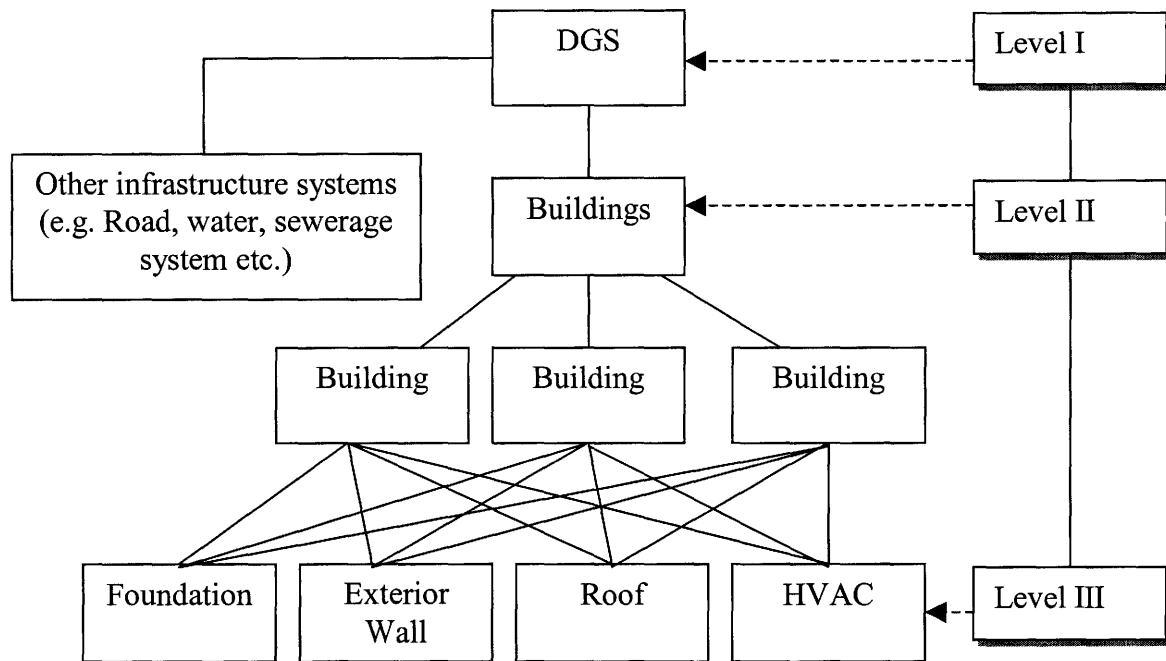 DGS
Level I
Other infrastructure systems
(e.g. Road, water, sewerage
system etc.)
Buildings
Level II
Building
Building
Building
Foundation
Exterior
Wall
Roof
HVAC
Level III